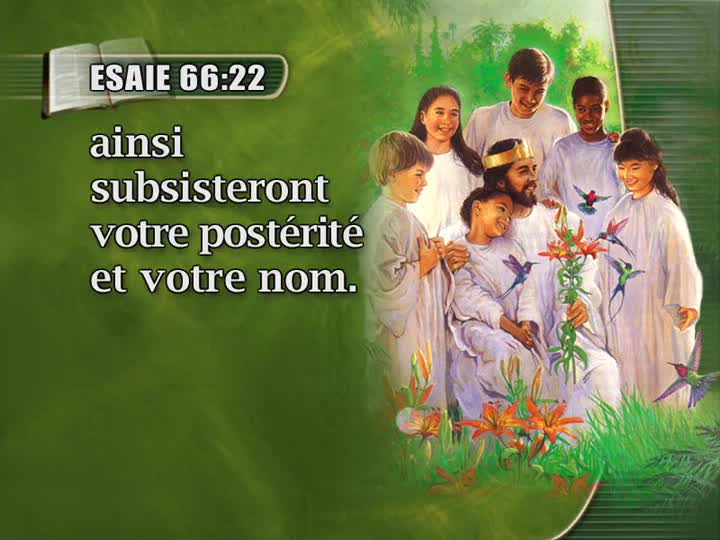 ESAIE 66:22
ainsi
subsisteront
votre postérité
et votre nom.